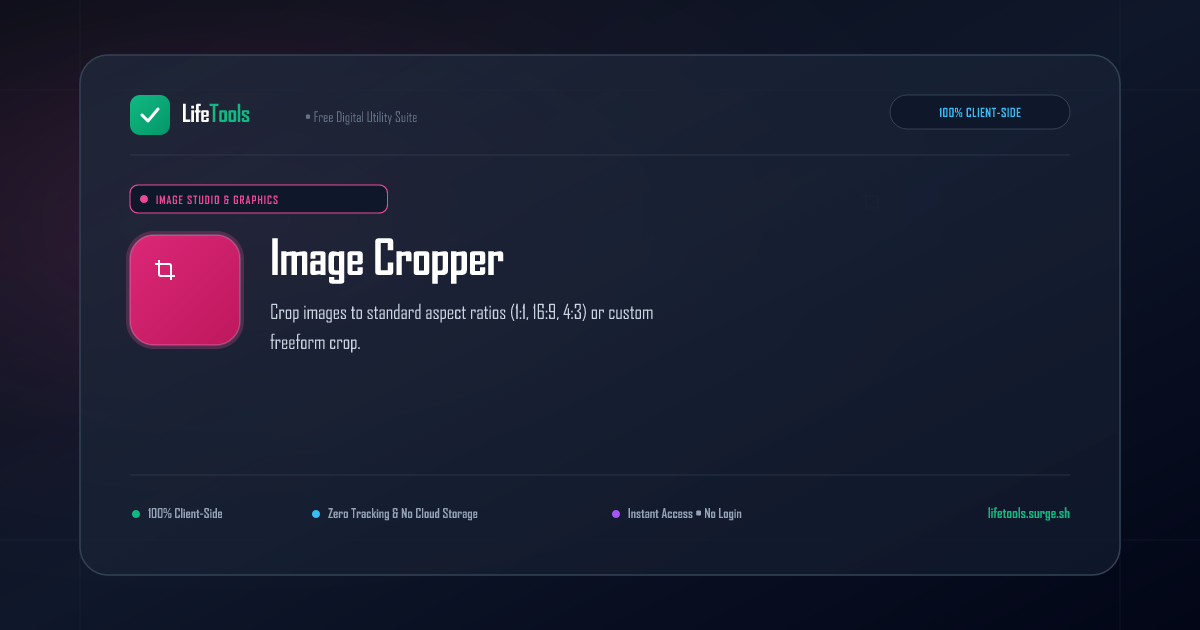 LifeTools
▪ Free Digital Utility Suite
100% CLIENT-SIDE
IMAGE STUDIO & GRAPHICS
Image Cropper
Crop images to standard aspect ratios (1:1, 16:9, 4:3) or custom
freeform crop.
100% Client-Side
Zero Tracking & No Cloud Storage
Instant Access ▪ No Login
lifetools.surge.sh